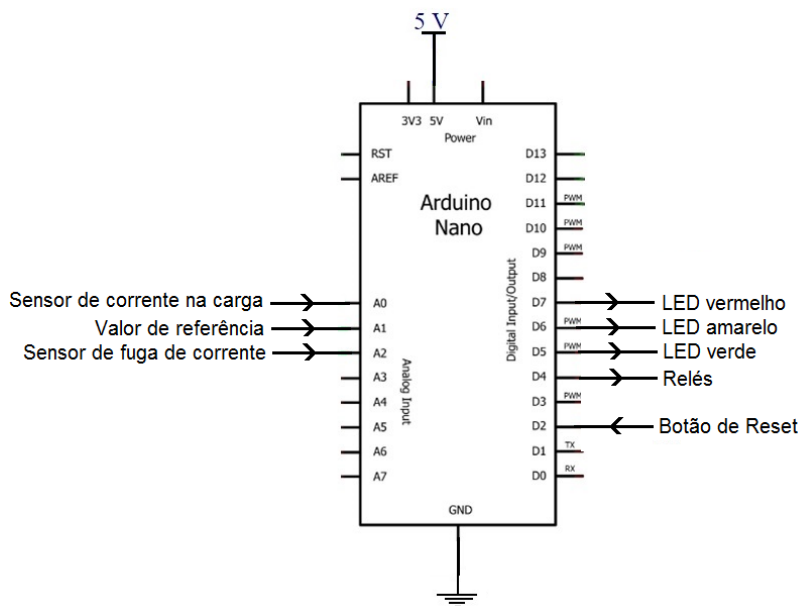 5 V
3V3 5V Vin
Power
RST
AREF
Arduino
Nano
D13
D12
D11 PWM
D10 PWM
D9 PWM
D8
Sensor de corrente na carga A0
Valor de referência A1
Sensor de fuga de corrente A2
A3
A4
A5
A6
A7
Analog Input
Digital Input/Output
D7 LED vermelho
D6 PWM LED amarelo
D5 PWM LED verde
D4 Relés
D3 PWM
D2 Botão de Reset
D1 TX
D0 RX
GND